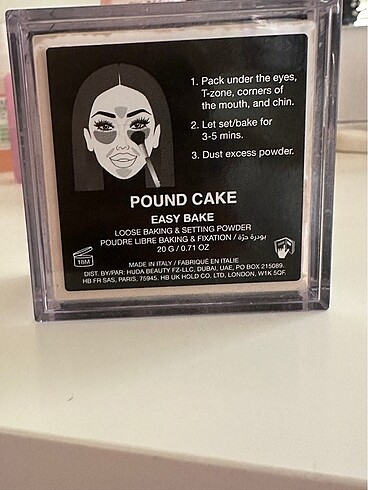 1. Pack under the eyes,
T-zone, corners of
the mouth, and chin.
2. Let set/bake for
3-5 mins.
3. Dust excess powder.
POUND CAKE
EASY BAKE
LOOSE BAKING & SETTING POWDER
POUDRE LIBRE BAKING & FIXATION / بودرة حرّة
20 G / 0.71 OZ
18M
MADE IN ITALY / FABRIQUÉ EN ITALIE
DIST. BY/PAR: HUDA BEAUTY FZ-LLC, DUBAI, UAE, PO BOX 215089.
HB FR SAS, PARIS, 75945. HB UK HOLD CO. LTD, LONDON, W1K 5QF.